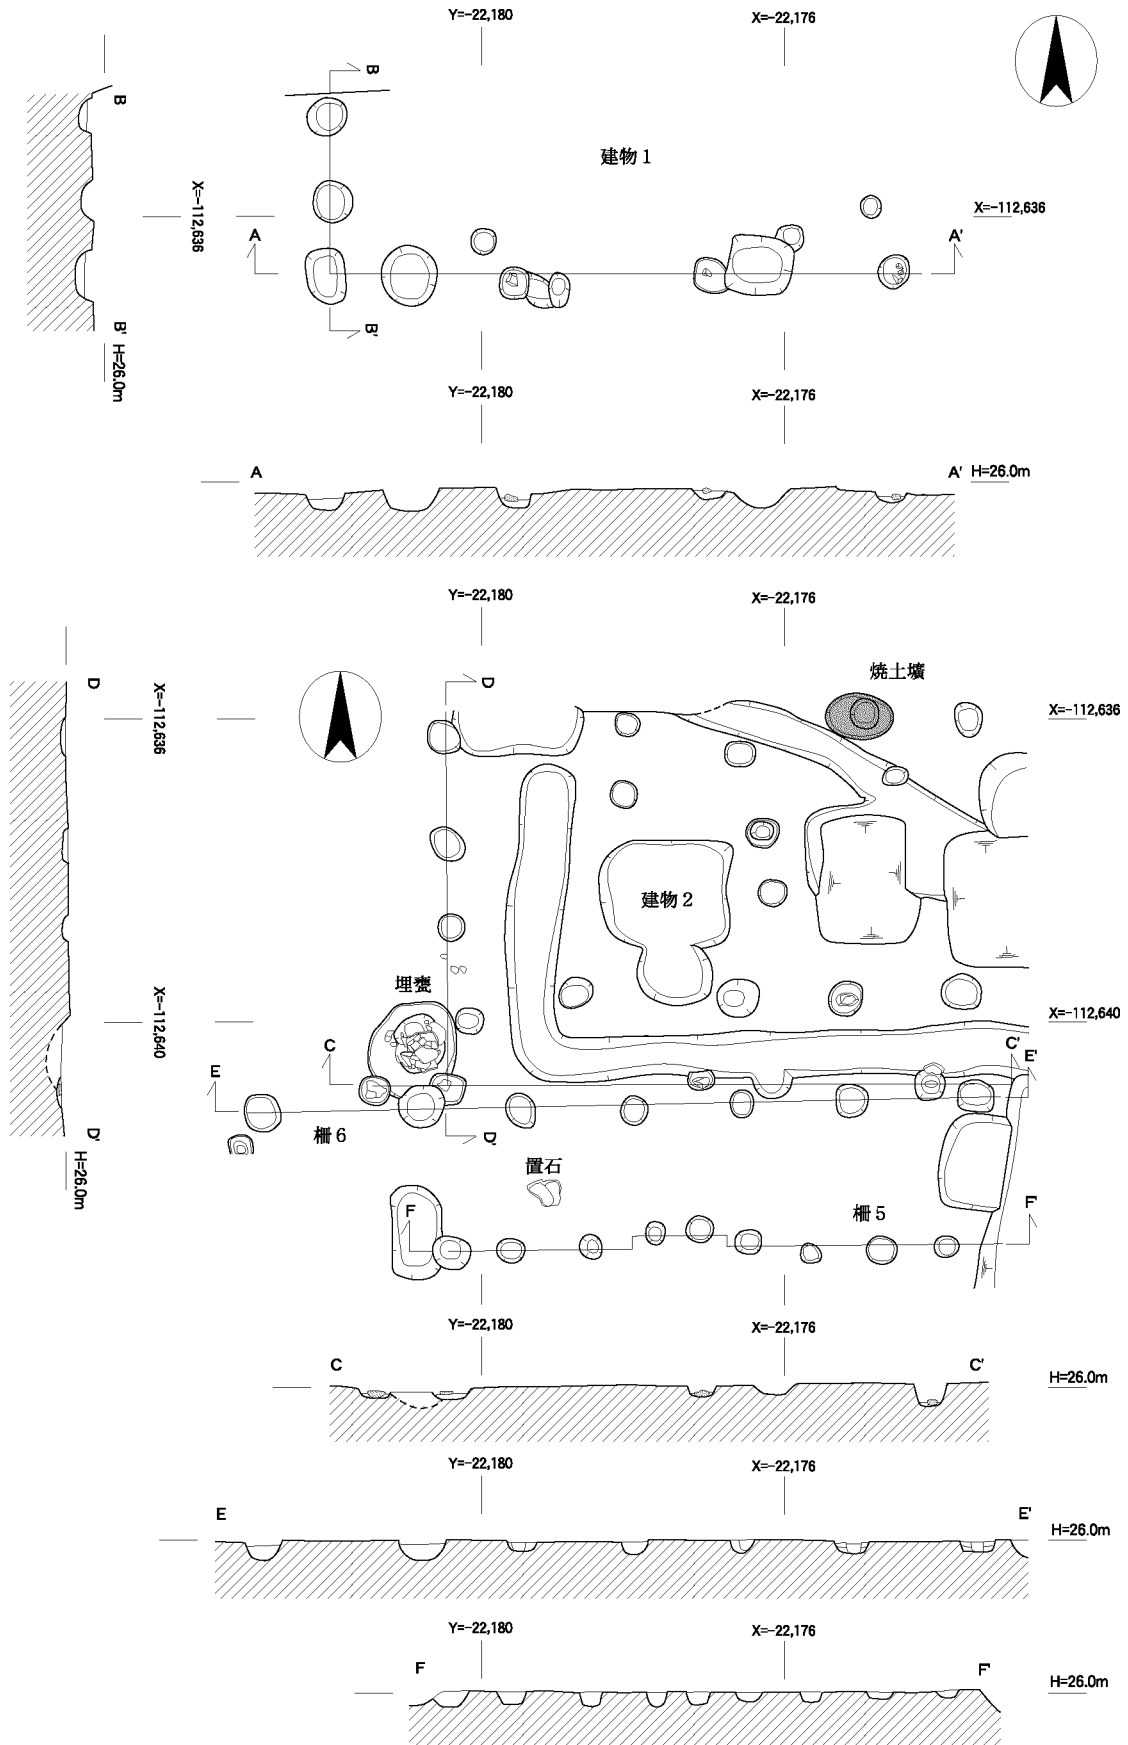 Y=-22,180
X=-22,176
B
B
建物1
X=-112,636
X=-112,636
A
A'
B'
B'
H=26.0m
Y=-22,180
X=-22,176
A
A'
H=26.0m
Y=-22,180
X=-22,176
焼土壙
D
D
X=-112,636
X=-112,636
建物2
埋甕
X=-112,640
X=-112,640
C
C'
E
E'
柵6
D'
D'
H=26.0m
置石
F
柵5
F'
Y=-22,180
X=-22,176
C
C'
H=26.0m
Y=-22,180
X=-22,176
E
E'
H=26.0m
Y=-22,180
X=-22,176
F
F'
H=26.0m